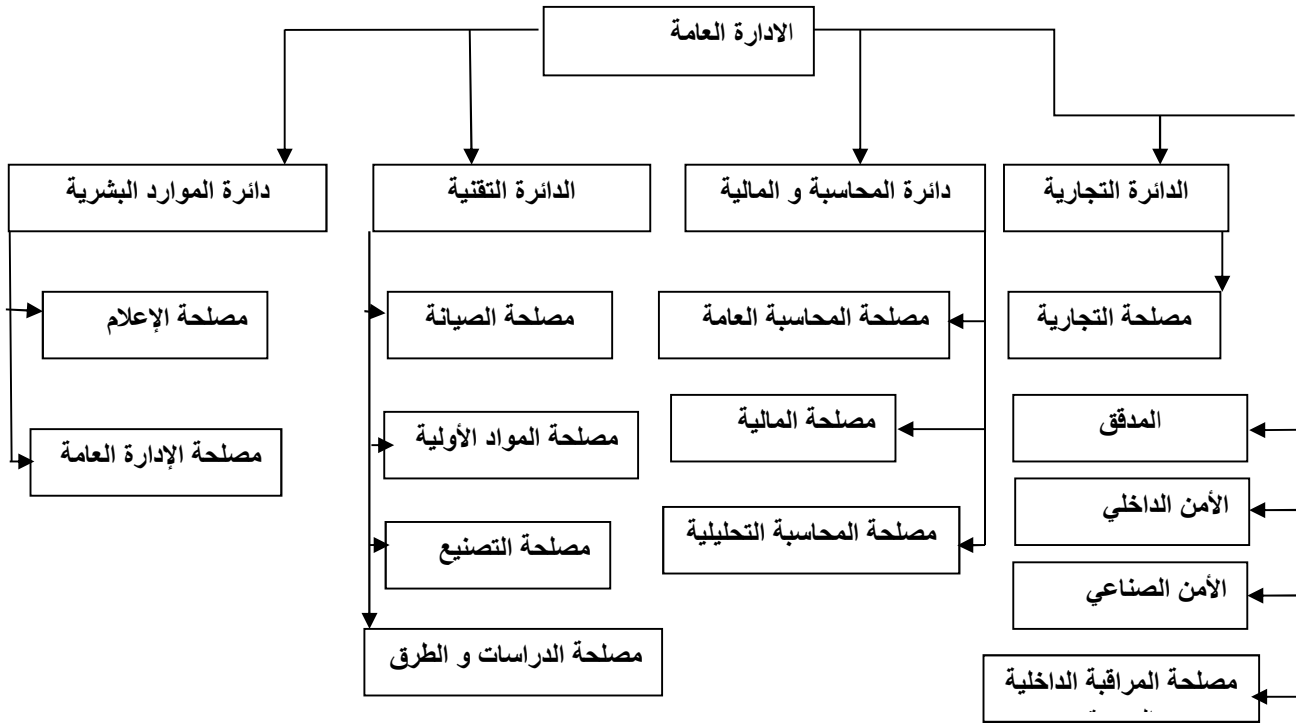 الادارة العامة
الدائرة التجارية
دائرة المحاسبة و المالية
الدائرة التقنية
دائرة الموارد البشرية
مصلحة التجارية
مصلحة المحاسبة العامة
مصلحة الصيانة
مصلحة الإعلام
المدقق
مصلحة المالية
مصلحة المواد الأولية
مصلحة الإدارة العامة
الأمن الداخلي
مصلحة المحاسبة التحليلية
مصلحة التصنيع
الأمن الصناعي
مصلحة الدراسات و الطرق
مصلحة المراقبة الداخلية